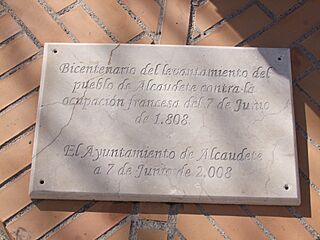 Bicentenario del levantamiento del
pueblo de Alcaudete contra la
ocupación francesa del 7 de Junio
de 1.808.
El Ayuntamiento de Alcaudete
a 7 de Junio de 2.008